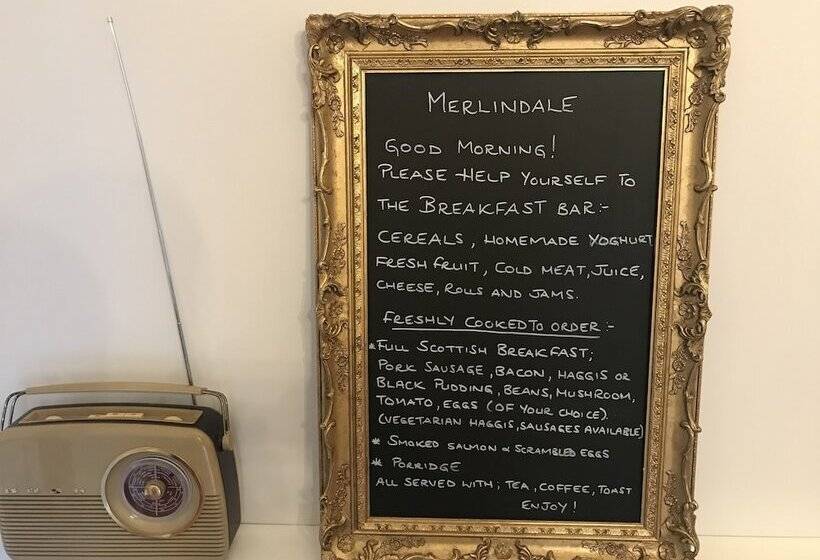 MERLINDALE
GOOD MORNING!
PLEASE HELP YOURSELF TO
THE BREAKFAST BAR:-
CEREALS, HOMEMADE YOGHURT
FRESH FRUIT, COLD MEAT, JUICE,
CHEESE, ROLLS AND JAMS.
FRESHLY COOKED TO ORDER:-
*FULL SCOTTISH BREAKFAST;
PORK SAUSAGE, BACON, HAGGIS OR
BLACK PUDDING, BEANS, MUSHROOM,
TOMATO, EGGS (OF YOUR CHOICE).
(VEGETARIAN HAGGIS, SAUSAGES AVAILABLE)
* SMOKED SALMON & SCRAMBLED EGGS
* PORRIDGE
ALL SERVED WITH; TEA, COFFEE, TOAST
ENJOY!